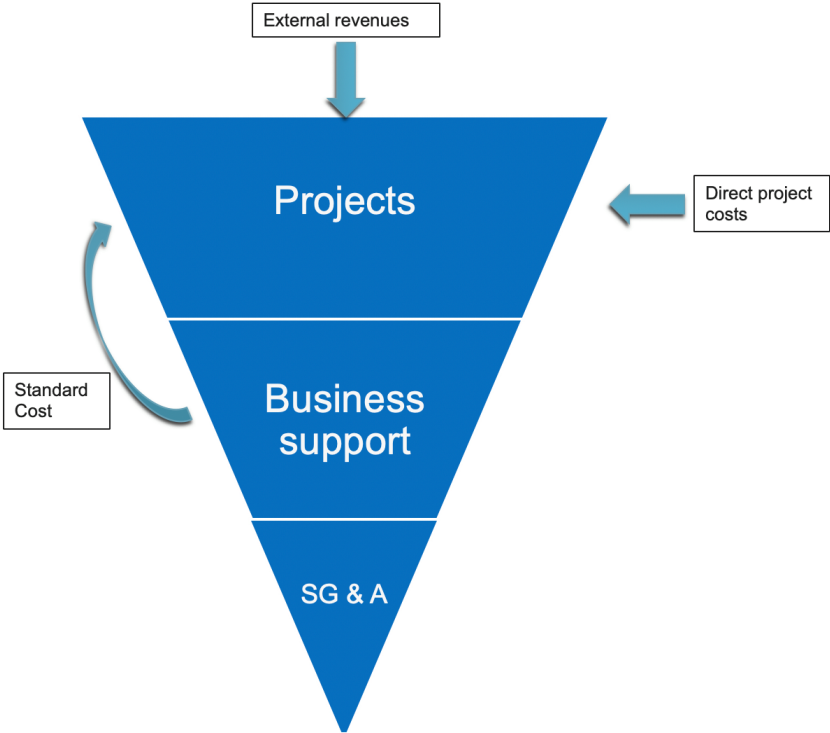 External revenues
Projects
Direct project
costs
Standard
Cost
Business
support
SG & A